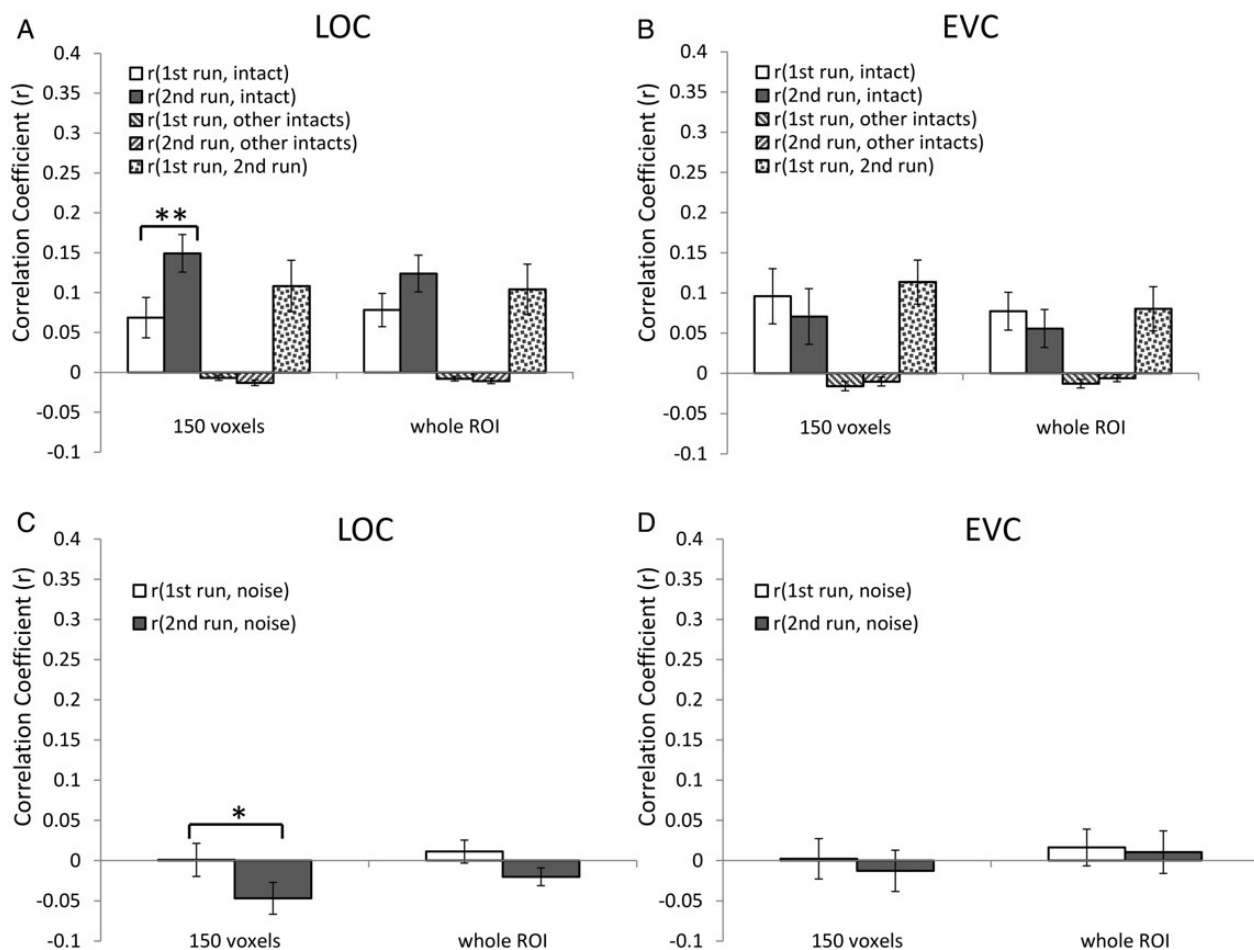 A
LOC
Correlation Coefficient (r)
0.4
0.35
0.3
0.25
0.2
0.15
0.1
0.05
0
-0.05
-0.1
r(1st run, intact)
r(2nd run, intact)
r(1st run, other intacts)
r(2nd run, other intacts)
r(1st run, 2nd run)
**
150 voxels
whole ROI
B
EVC
Correlation Coefficient (r)
0.4
0.35
0.3
0.25
0.2
0.15
0.1
0.05
0
-0.05
-0.1
r(1st run, intact)
r(2nd run, intact)
r(1st run, other intacts)
r(2nd run, other intacts)
r(1st run, 2nd run)
150 voxels
whole ROI
C
LOC
Correlation Coefficient (r)
0.4
0.35
0.3
0.25
0.2
0.15
0.1
0.05
0
-0.05
-0.1
r(1st run, noise)
r(2nd run, noise)
*
150 voxels
whole ROI
D
EVC
Correlation Coefficient (r)
0.4
0.35
0.3
0.25
0.2
0.15
0.1
0.05
0
-0.05
-0.1
r(1st run, noise)
r(2nd run, noise)
150 voxels
whole ROI